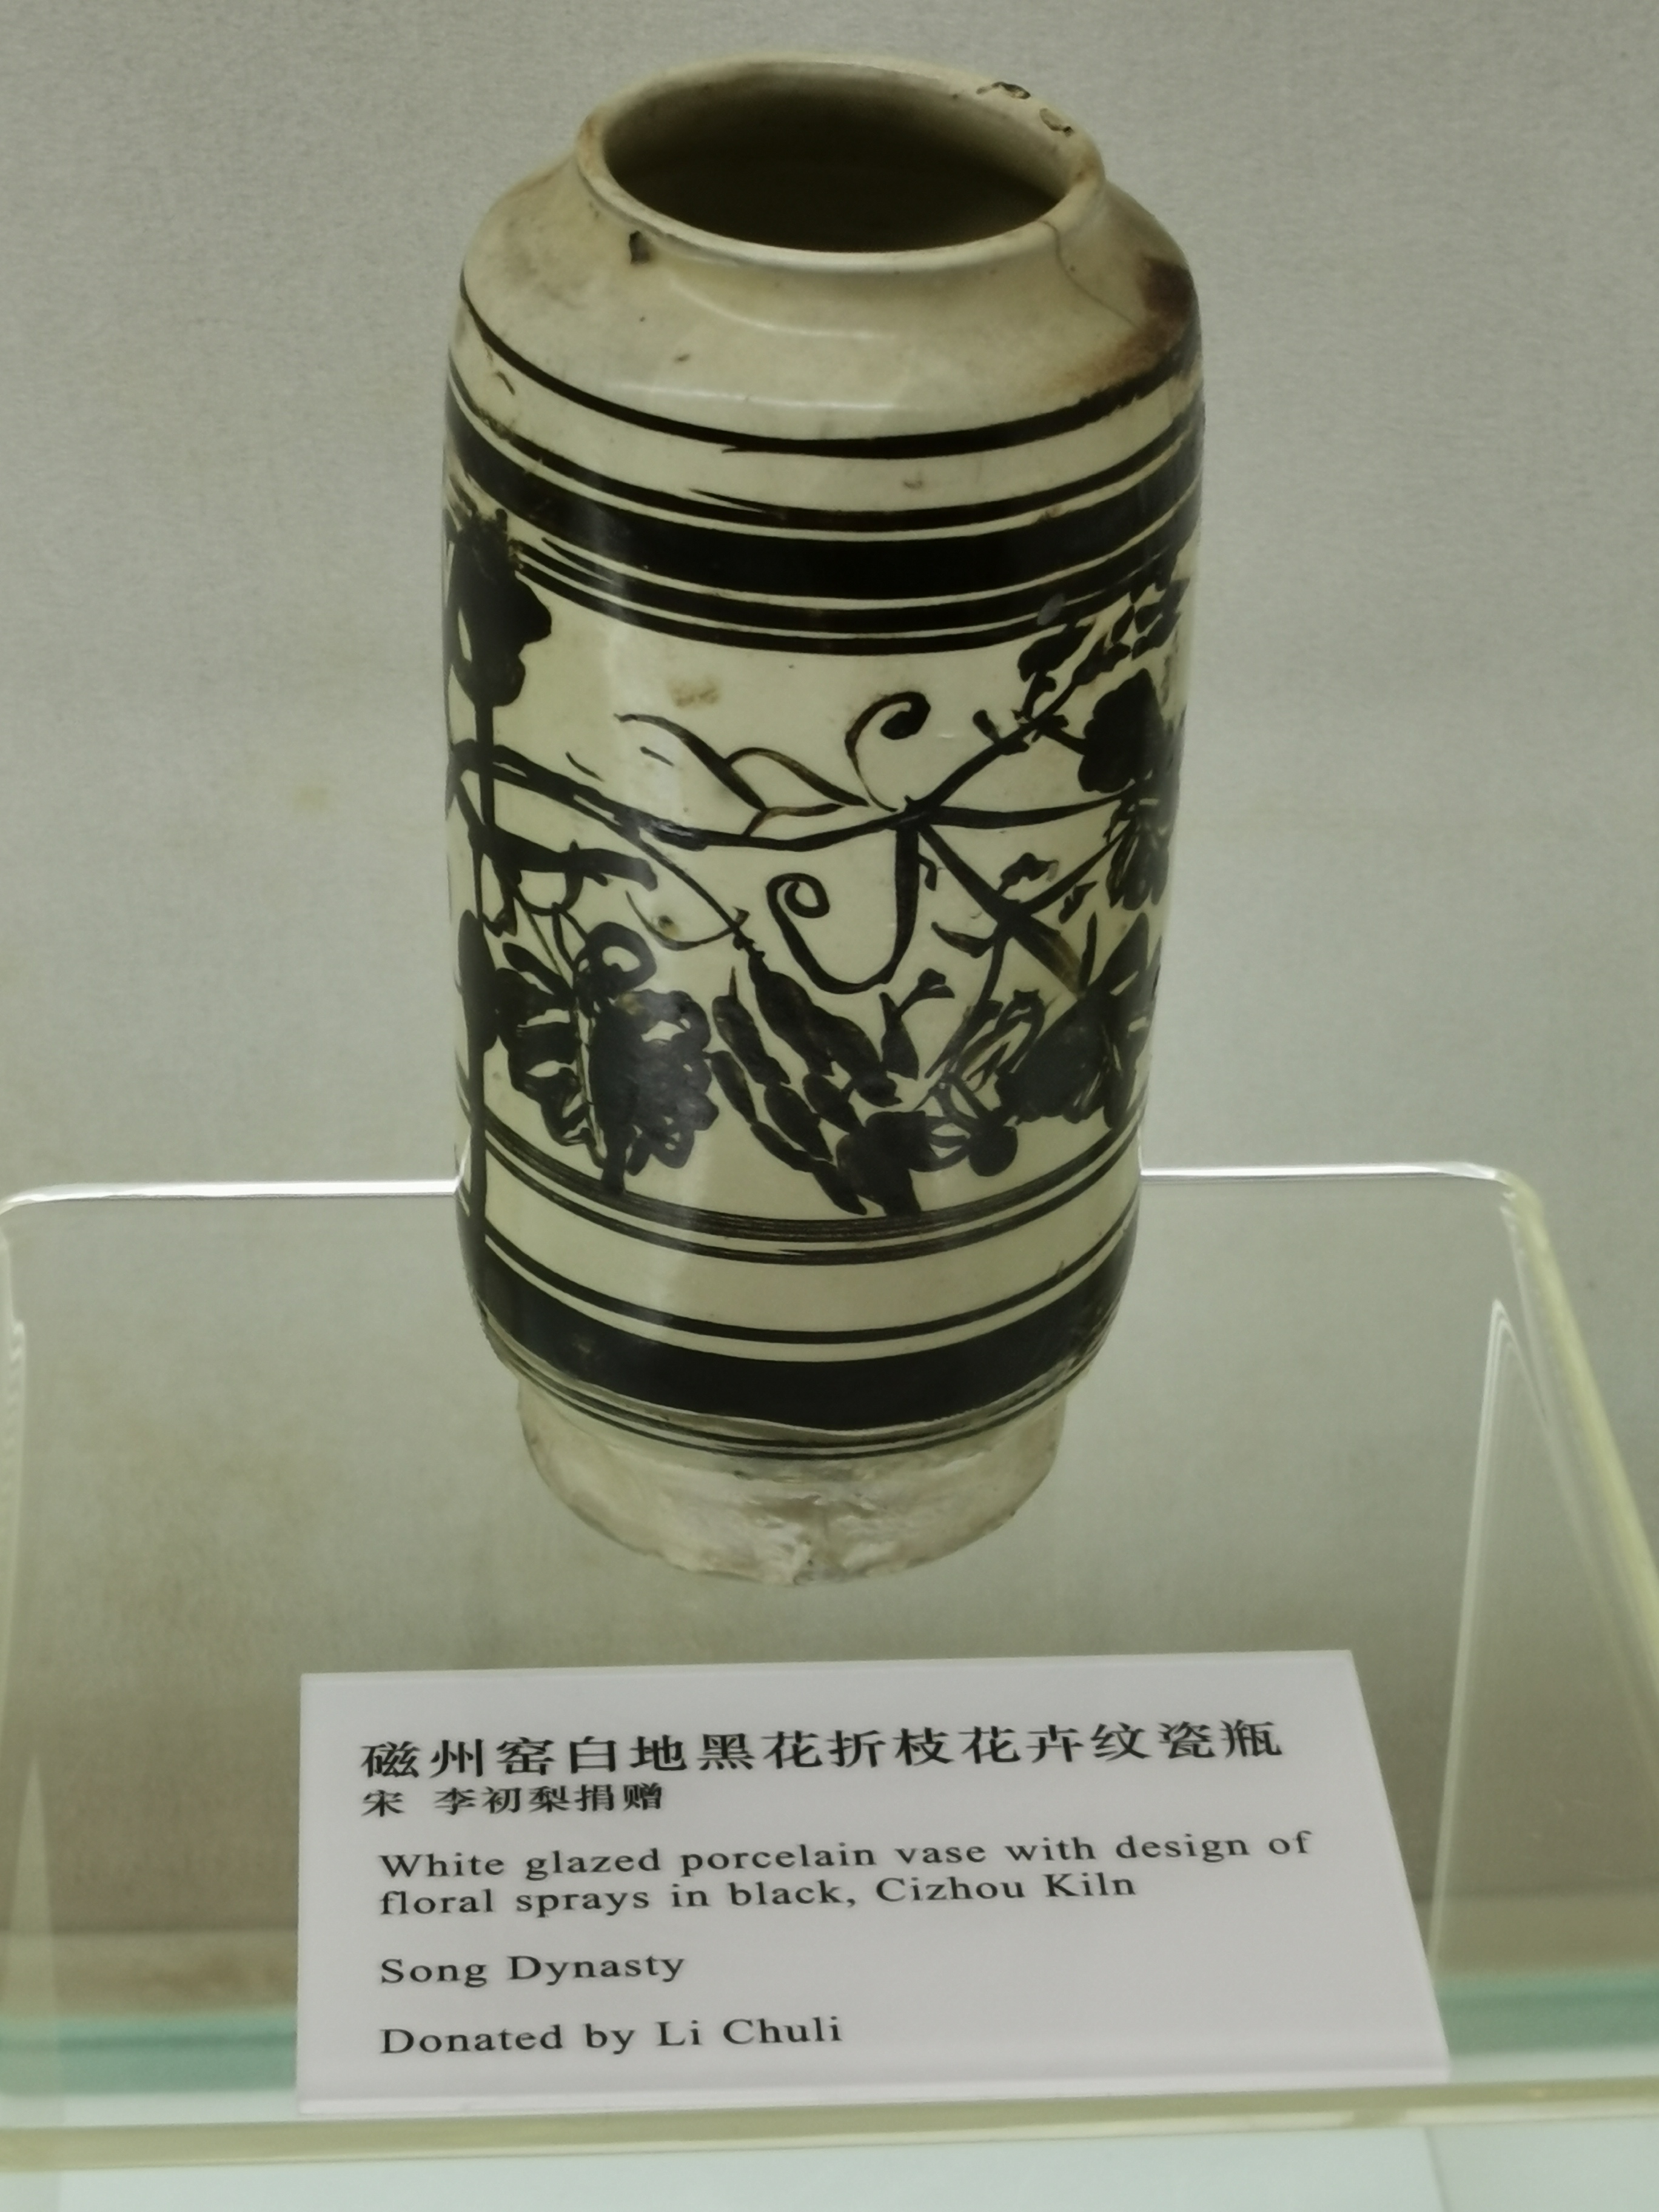 磁州窑白地黑花折枝花卉纹瓷瓶
宋 李初梨捐赠
White glazed porcelain vase with design of
floral sprays in black, Cizhou Kiln
Song Dynasty
Donated by Li Chuli